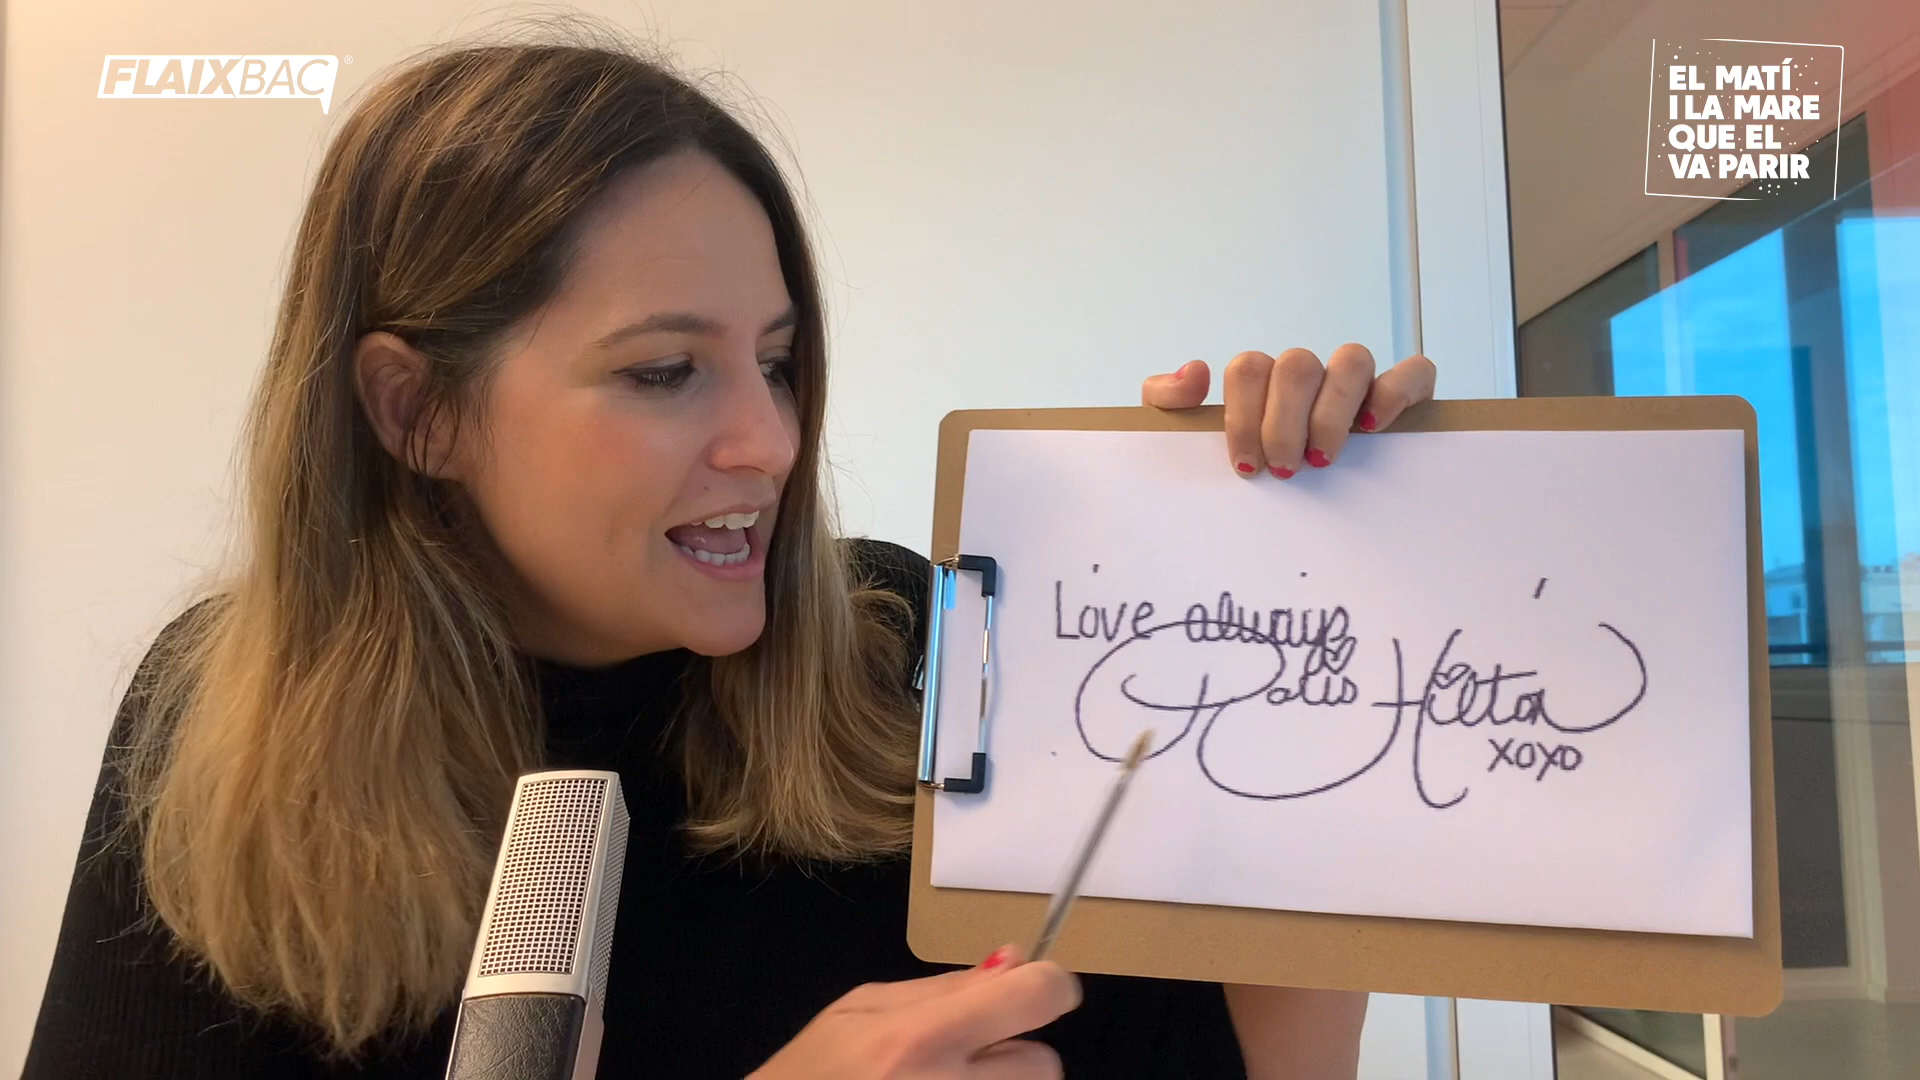 FLAIXBAC®
EL MATÍ
I LA MARE
QUE EL
VA PARIR
Love always
Paris Hilton
xoxo